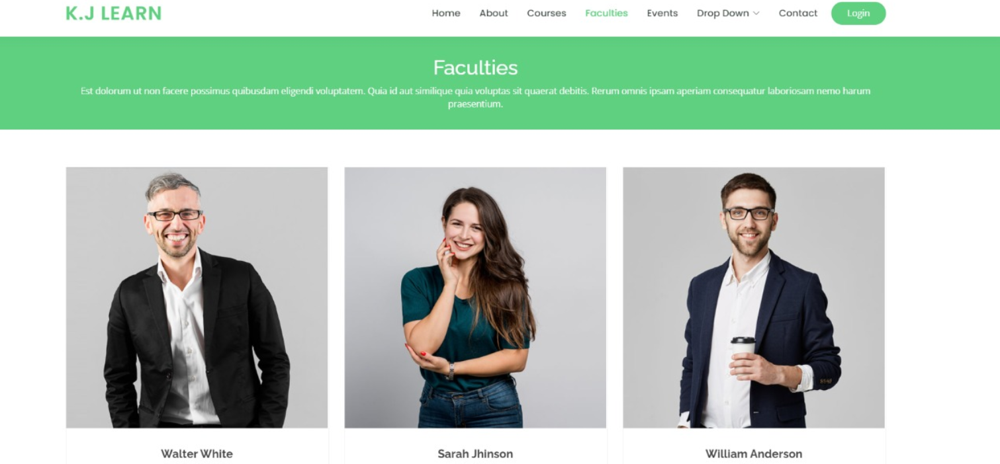 K.J LEARN
Home About Courses Faculties Events Drop Down Contact Login
Faculties
Est dolorum ut non facere possimus quibusdam eligendi voluptatem. Quia id aut similique quia voluptas sit quaerat debitis. Rerum omnis ipsam aperiam consequatur laboriosam nemo harum
praesentium.
Walter White
Sarah Jhinson
William Anderson